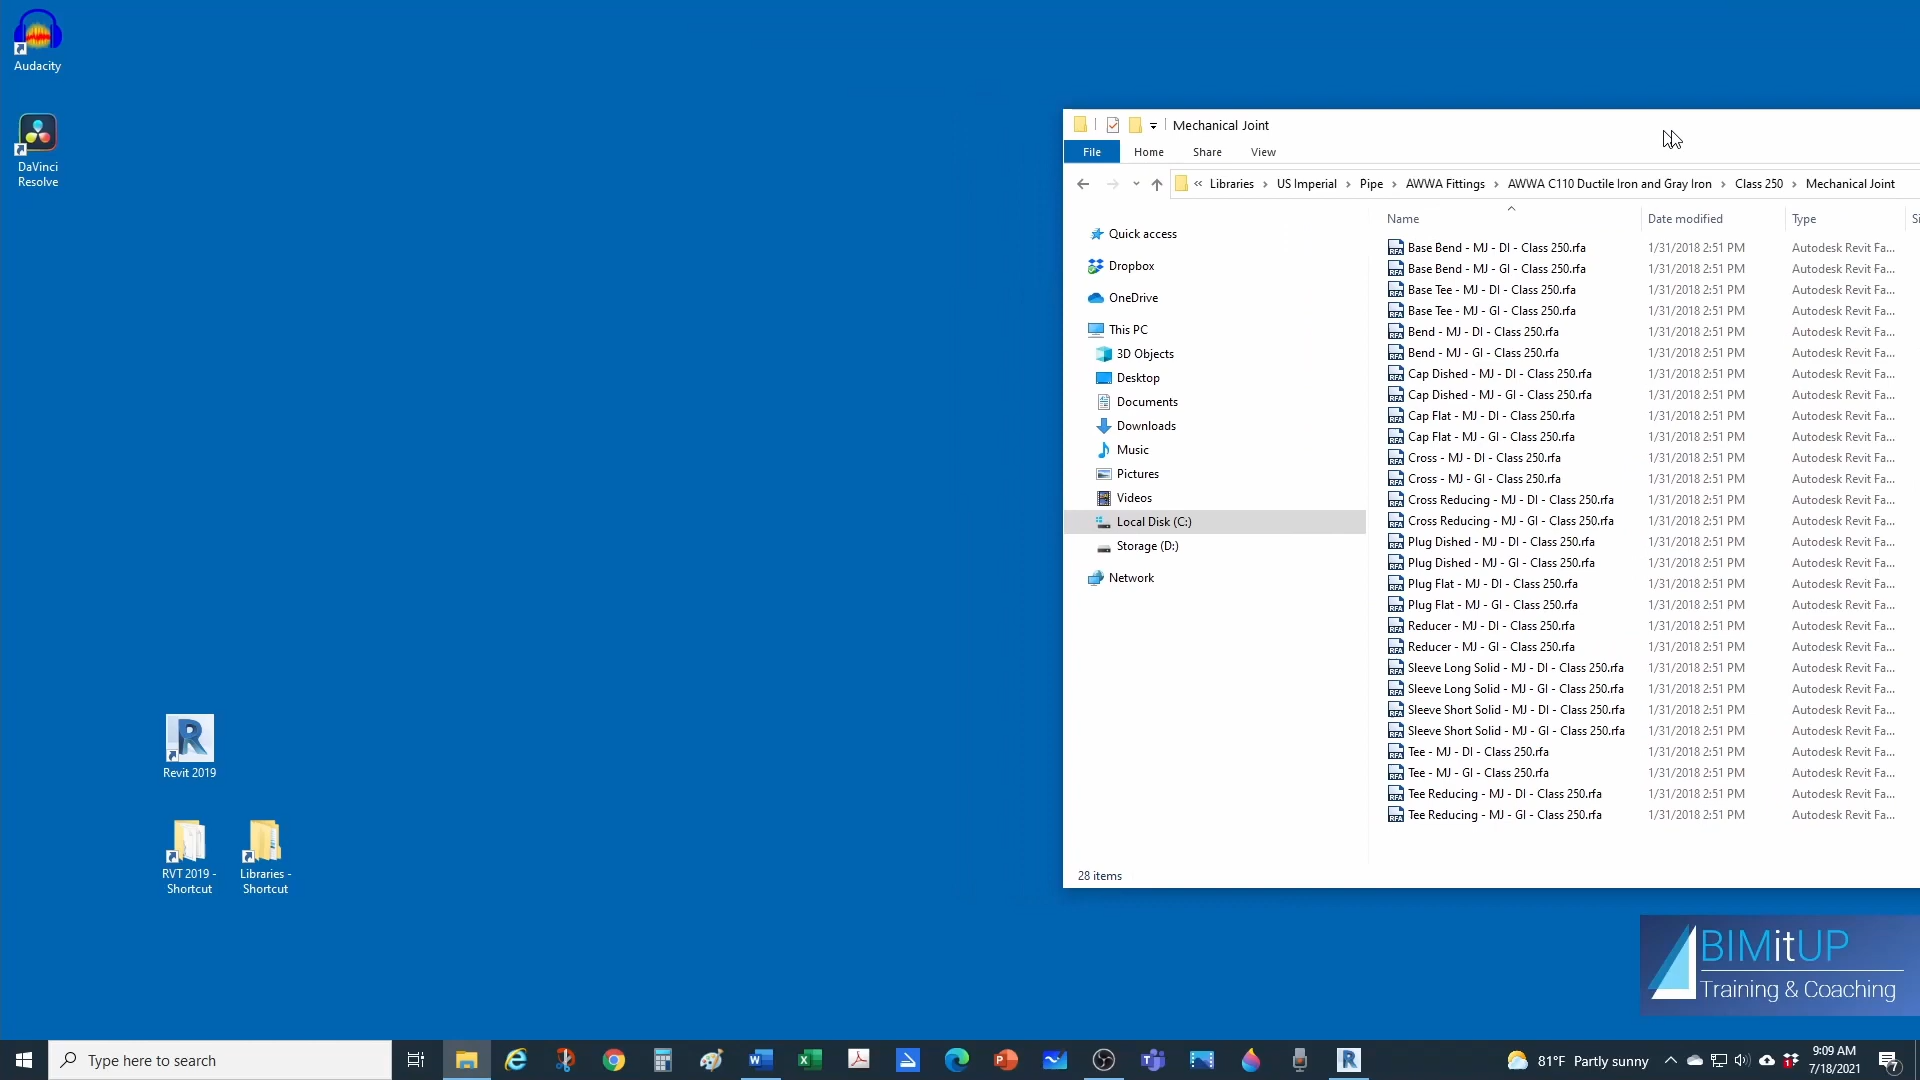 Audacity
DaVinci
Resolve
Revit 2019
RVT 2019 -
Shortcut
Libraries -
Shortcut
Mechanical Joint
File Home Share View
« Libraries › US Imperial › Pipe › AWWA Fittings › AWWA C110 Ductile Iron and Gray Iron › Class 250 › Mechanical Joint
Quick access
Dropbox
OneDrive
This PC
3D Objects
Desktop
Documents
Downloads
Music
Pictures
Videos
Local Disk (C:)
Storage (D:)
Network
Name Date modified Type Si
Base Bend - MJ - DI - Class 250.rfa 1/31/2018 2:51 PM Autodesk Revit Fa...
Base Bend - MJ - GI - Class 250.rfa 1/31/2018 2:51 PM Autodesk Revit Fa...
Base Tee - MJ - DI - Class 250.rfa 1/31/2018 2:51 PM Autodesk Revit Fa...
Base Tee - MJ - GI - Class 250.rfa 1/31/2018 2:51 PM Autodesk Revit Fa...
Bend - MJ - DI - Class 250.rfa 1/31/2018 2:51 PM Autodesk Revit Fa...
Bend - MJ - GI - Class 250.rfa 1/31/2018 2:51 PM Autodesk Revit Fa...
Cap Dished - MJ - DI - Class 250.rfa 1/31/2018 2:51 PM Autodesk Revit Fa...
Cap Dished - MJ - GI - Class 250.rfa 1/31/2018 2:51 PM Autodesk Revit Fa...
Cap Flat - MJ - DI - Class 250.rfa 1/31/2018 2:51 PM Autodesk Revit Fa...
Cap Flat - MJ - GI - Class 250.rfa 1/31/2018 2:51 PM Autodesk Revit Fa...
Cross - MJ - DI - Class 250.rfa 1/31/2018 2:51 PM Autodesk Revit Fa...
Cross - MJ - GI - Class 250.rfa 1/31/2018 2:51 PM Autodesk Revit Fa...
Cross Reducing - MJ - DI - Class 250.rfa 1/31/2018 2:51 PM Autodesk Revit Fa...
Cross Reducing - MJ - GI - Class 250.rfa 1/31/2018 2:51 PM Autodesk Revit Fa...
Plug Dished - MJ - DI - Class 250.rfa 1/31/2018 2:51 PM Autodesk Revit Fa...
Plug Dished - MJ - GI - Class 250.rfa 1/31/2018 2:51 PM Autodesk Revit Fa...
Plug Flat - MJ - DI - Class 250.rfa 1/31/2018 2:51 PM Autodesk Revit Fa...
Plug Flat - MJ - GI - Class 250.rfa 1/31/2018 2:51 PM Autodesk Revit Fa...
Reducer - MJ - DI - Class 250.rfa 1/31/2018 2:51 PM Autodesk Revit Fa...
Reducer - MJ - GI - Class 250.rfa 1/31/2018 2:51 PM Autodesk Revit Fa...
Sleeve Long Solid - MJ - DI - Class 250.rfa 1/31/2018 2:51 PM Autodesk Revit Fa...
Sleeve Long Solid - MJ - GI - Class 250.rfa 1/31/2018 2:51 PM Autodesk Revit Fa...
Sleeve Short Solid - MJ - DI - Class 250.rfa 1/31/2018 2:51 PM Autodesk Revit Fa...
Sleeve Short Solid - MJ - GI - Class 250.rfa 1/31/2018 2:51 PM Autodesk Revit Fa...
Tee - MJ - DI - Class 250.rfa 1/31/2018 2:51 PM Autodesk Revit Fa...
Tee - MJ - GI - Class 250.rfa 1/31/2018 2:51 PM Autodesk Revit Fa...
Tee Reducing - MJ - DI - Class 250.rfa 1/31/2018 2:51 PM Autodesk Revit Fa...
Tee Reducing - MJ - GI - Class 250.rfa 1/31/2018 2:51 PM Autodesk Revit Fa...
28 items
BIMitUP
Training & Coaching
Type here to search
81°F Partly sunny
9:09 AM
7/18/2021
7